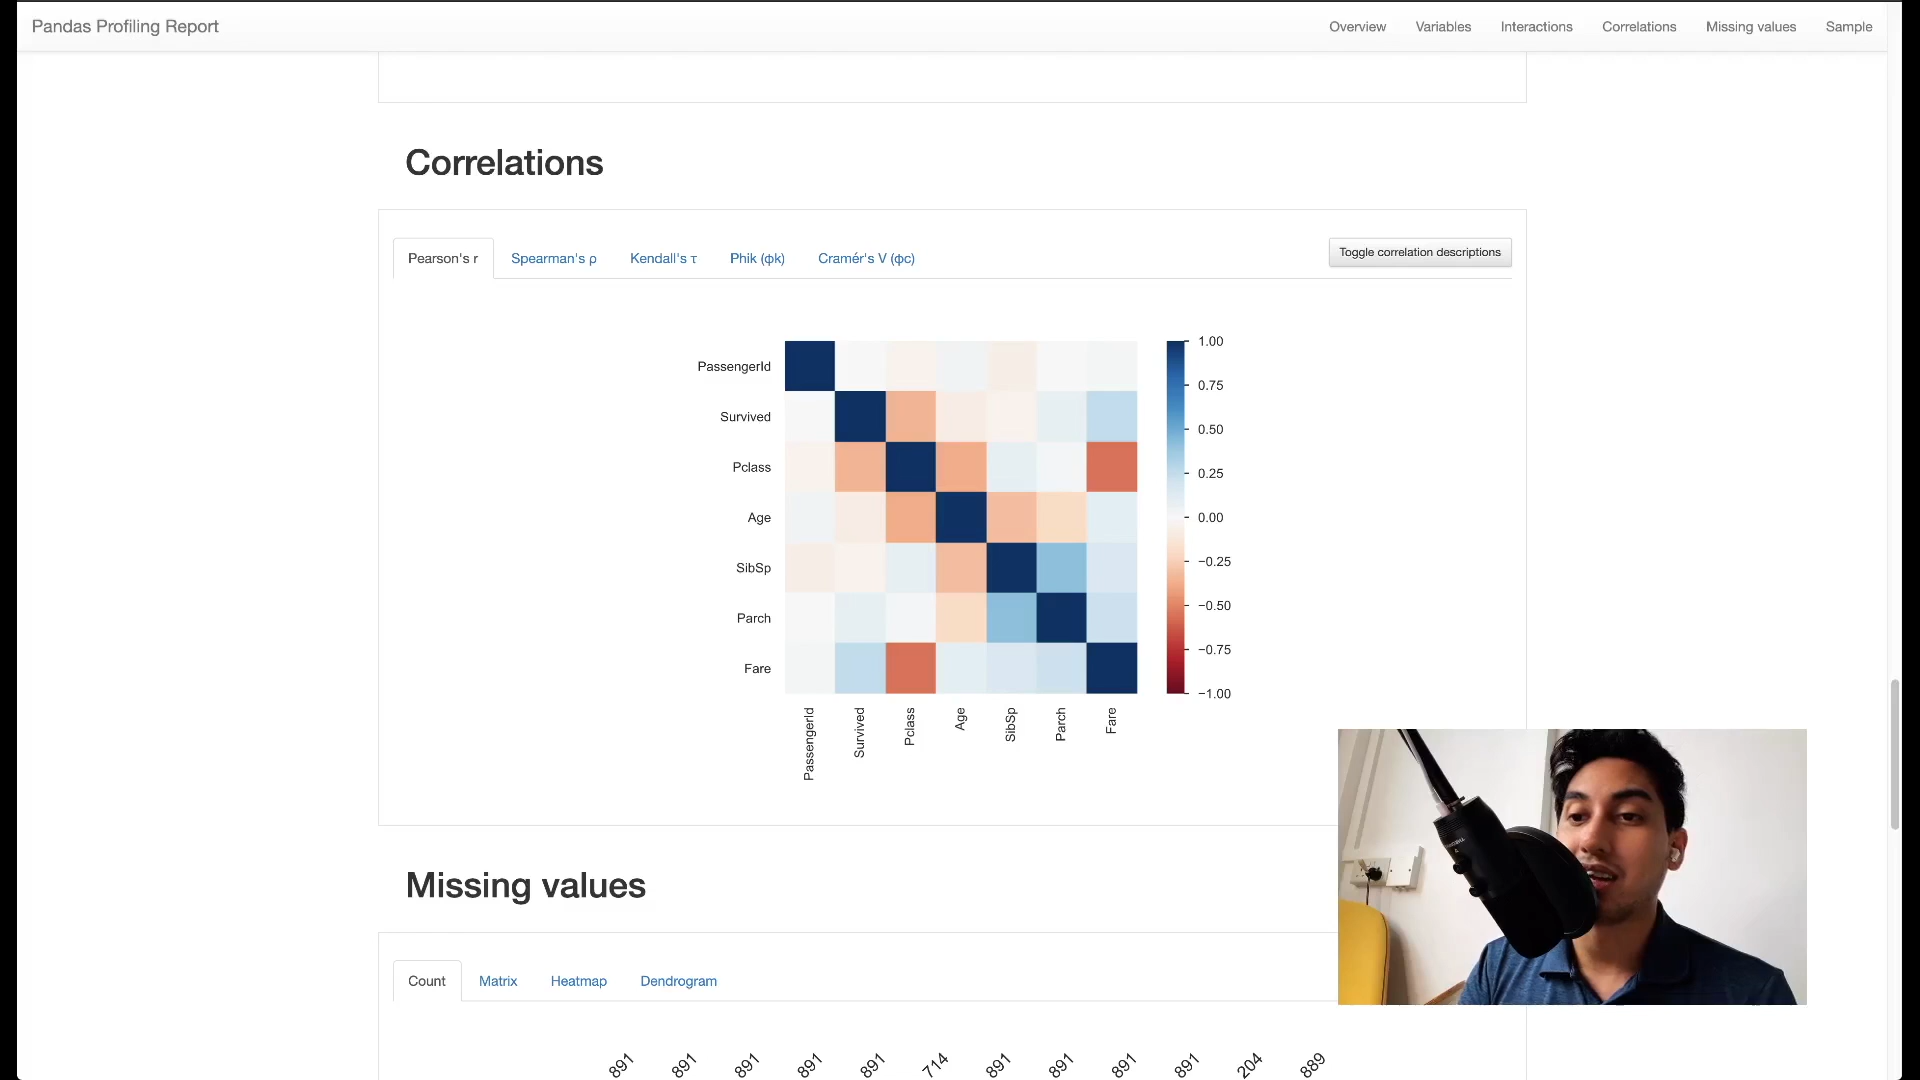 Pandas Profiling Report
Overview Variables Interactions Correlations Missing values Sample
Correlations
Pearson's r Spearman's ρ Kendall's τ Phik (φk) Cramér's V (φc)
Toggle correlation descriptions
PassengerId
Survived
Pclass
Age
SibSp
Parch
Fare
1.00
0.75
0.50
0.25
0.00
−0.25
−0.50
−0.75
−1.00
PassengerId
Survived
Pclass
Age
SibSp
Parch
Fare
Missing values
Count Matrix Heatmap Dendrogram
891 891 891 891 891 714 891 891 891 891 204 889